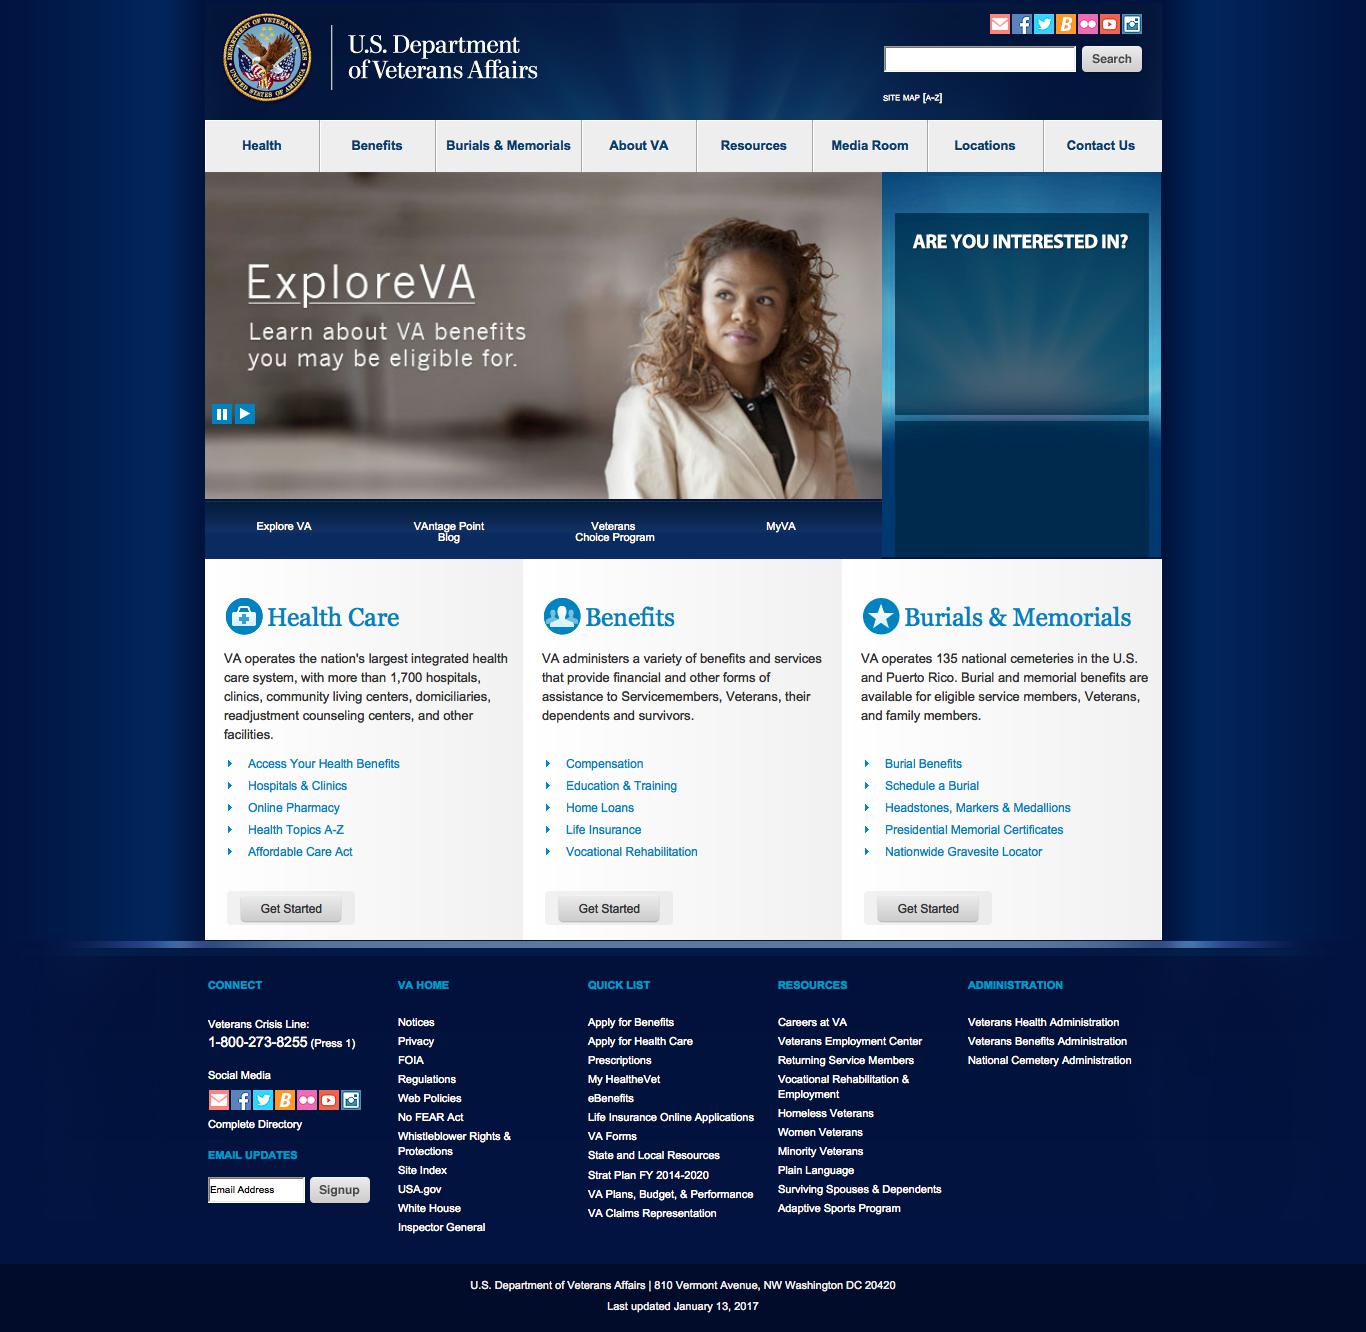 U.S. Department
of Veterans Affairs
Search
SITE MAP [A-Z]
Health
Benefits
Burials & Memorials
About VA
Resources
Media Room
Locations
Contact Us
ExploreVA
Learn about VA benefits
you may be eligible for.
ARE YOU INTERESTED IN?
Explore VA
VAntage Point
Blog
Veterans
Choice Program
MyVA
Health Care
VA operates the nation's largest integrated health
care system, with more than 1,700 hospitals,
clinics, community living centers, domiciliaries,
readjustment counseling centers, and other
facilities.
Access Your Health Benefits
Hospitals & Clinics
Online Pharmacy
Health Topics A-Z
Affordable Care Act
Get Started
Benefits
VA administers a variety of benefits and services
that provide financial and other forms of
assistance to Servicemembers, Veterans, their
dependents and survivors.
Compensation
Education & Training
Home Loans
Life Insurance
Vocational Rehabilitation
Get Started
Burials & Memorials
VA operates 135 national cemeteries in the U.S.
and Puerto Rico. Burial and memorial benefits are
available for eligible service members, Veterans,
and family members.
Burial Benefits
Schedule a Burial
Headstones, Markers & Medallions
Presidential Memorial Certificates
Nationwide Gravesite Locator
Get Started
CONNECT
Veterans Crisis Line:
1-800-273-8255 (Press 1)
Social Media
Complete Directory
EMAIL UPDATES
Email Address
Signup
VA HOME
Notices
Privacy
FOIA
Regulations
Web Policies
No FEAR Act
Whistleblower Rights &
Protections
Site Index
USA.gov
White House
Inspector General
QUICK LIST
Apply for Benefits
Apply for Health Care
Prescriptions
My HealtheVet
eBenefits
Life Insurance Online Applications
VA Forms
State and Local Resources
Strat Plan FY 2014-2020
VA Plans, Budget, & Performance
VA Claims Representation
RESOURCES
Careers at VA
Veterans Employment Center
Returning Service Members
Vocational Rehabilitation &
Employment
Homeless Veterans
Women Veterans
Minority Veterans
Plain Language
Surviving Spouses & Dependents
Adaptive Sports Program
ADMINISTRATION
Veterans Health Administration
Veterans Benefits Administration
National Cemetery Administration
U.S. Department of Veterans Affairs | 810 Vermont Avenue, NW Washington DC 20420
Last updated January 13, 2017